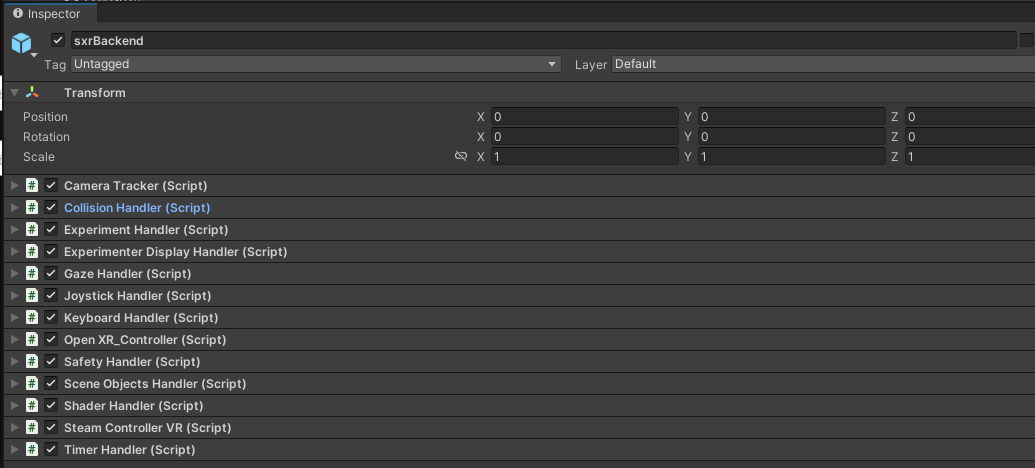 Inspector
sxrBackend
Tag Untagged Layer Default
Transform
Position X 0 Y 0 Z 0
Rotation X 0 Y 0 Z 0
Scale X 1 Y 1 Z 1
# Camera Tracker (Script)
# Collision Handler (Script)
# Experiment Handler (Script)
# Experimenter Display Handler (Script)
# Gaze Handler (Script)
# Joystick Handler (Script)
# Keyboard Handler (Script)
# Open XR_Controller (Script)
# Safety Handler (Script)
# Scene Objects Handler (Script)
# Shader Handler (Script)
# Steam Controller VR (Script)
# Timer Handler (Script)